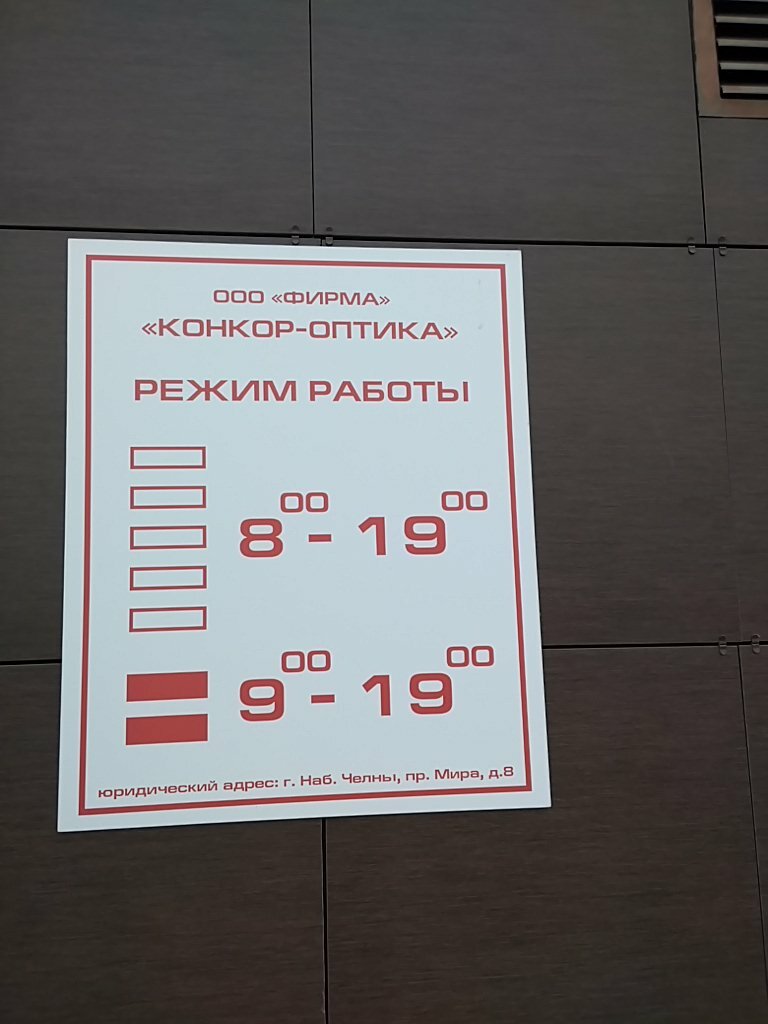 ООО «ФИРМА»
«КОНКОР-ОПТИКА»
РЕЖИМ РАБОТЫ
8⁰⁰ - 19⁰⁰
9⁰⁰ - 19⁰⁰
юридический адрес: г. Наб. Челны, пр. Мира, д.8